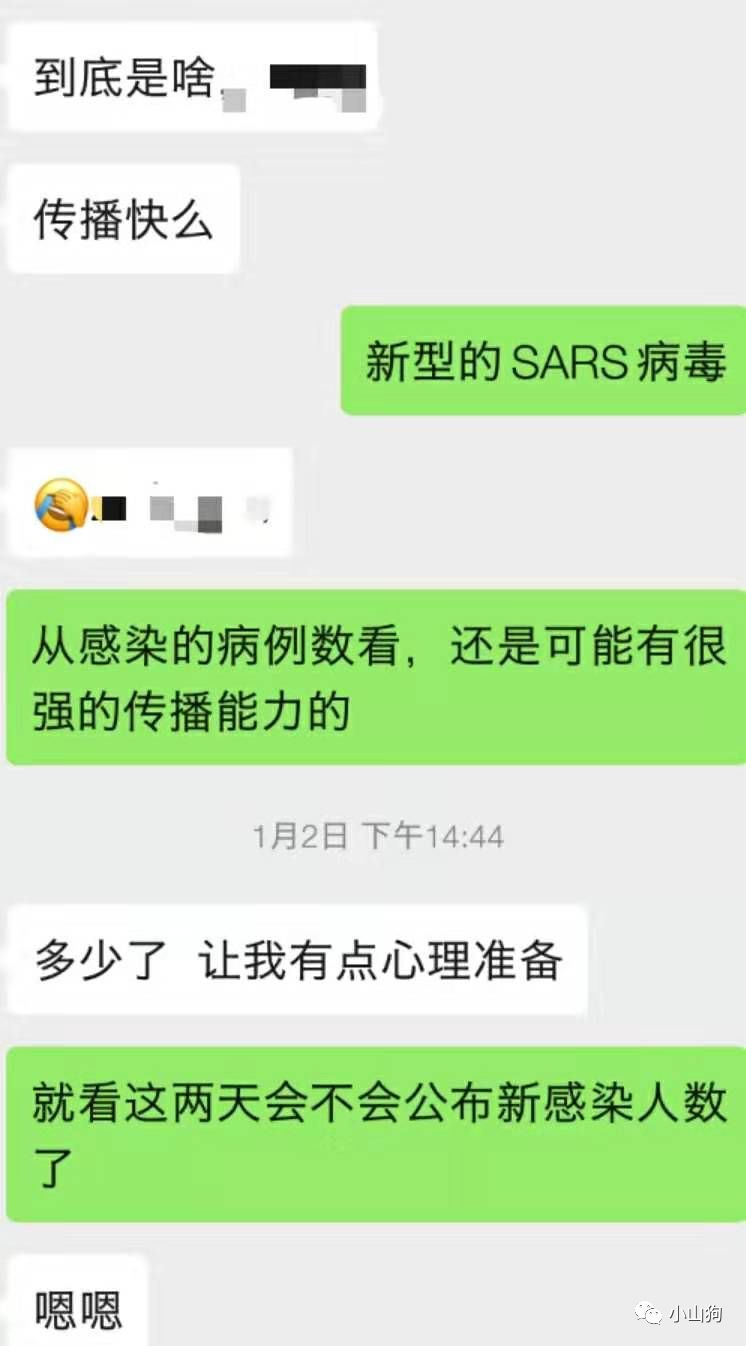 到底是啥,
传播快么
新型的SARS病毒
从感染的病例数看，还是可能有很
强的传播能力的
1月2日 下午14:44
多少了  让我有点心理准备
就看这两天会不会公布新感染人数
了
嗯嗯
小山狗